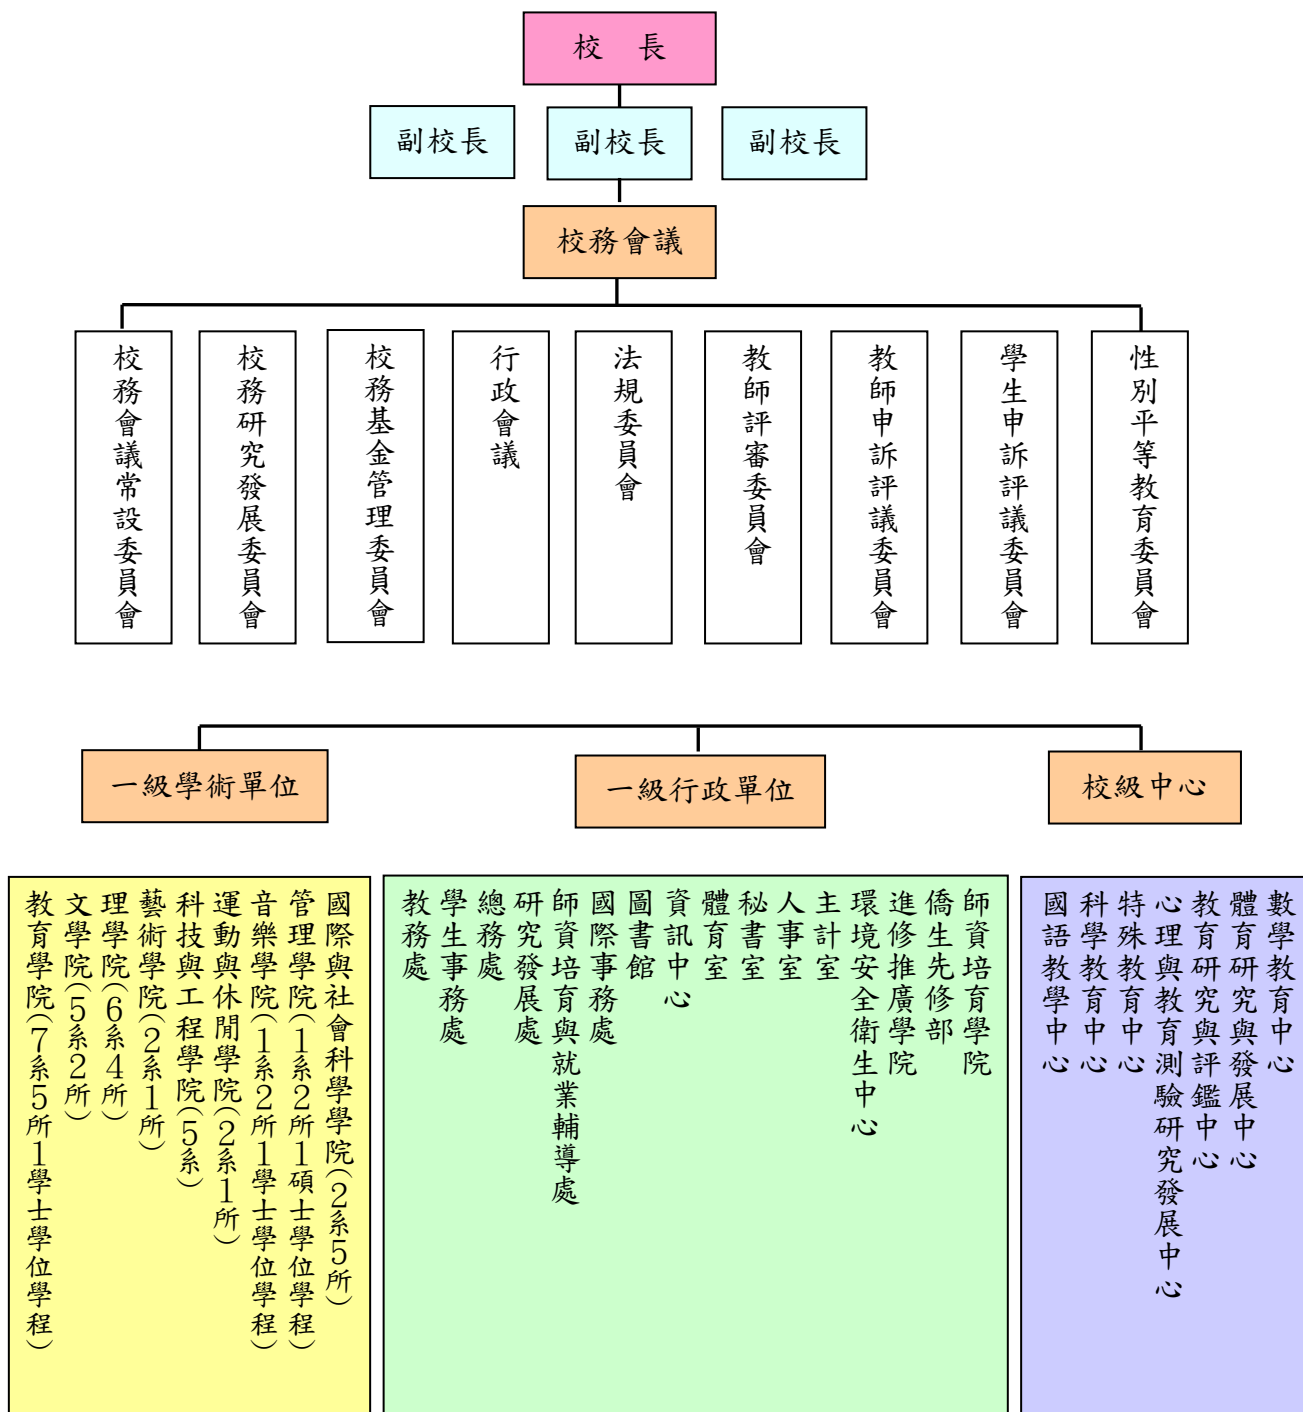 校　長
副校長
副校長
副校長
校務會議
校務會議常設委員會
校務研究發展委員會
校務基金管理委員會
行政會議
法規委員會
教師評審委員會
教師申訴評議委員會
學生申訴評議委員會
性別平等教育委員會
一級學術單位
一級行政單位
校級中心
教育學院(7系5所1學士學位學程)
文學院(5系2所)
理學院(6系4所)
藝術學院(2系1所)
科技與工程學院(5系)
運動與休閒學院(2系1所)
音樂學院(1系2所1學士學位學程)
管理學院(1系2所1碩士學位學程)
國際與社會科學學院(2系5所)
教務處
學生事務處
總務處
研究發展處
師資培育與就業輔導處
國際事務處
圖書館
資訊中心
體育室
秘書室
人事室
主計室
環境安全衛生中心
進修推廣學院
僑生先修部
師資培育學院
國語教學中心
科學教育中心
特殊教育中心
心理與教育測驗研究發展中心
教育研究與評鑑中心
體育研究與發展中心
數學教育中心